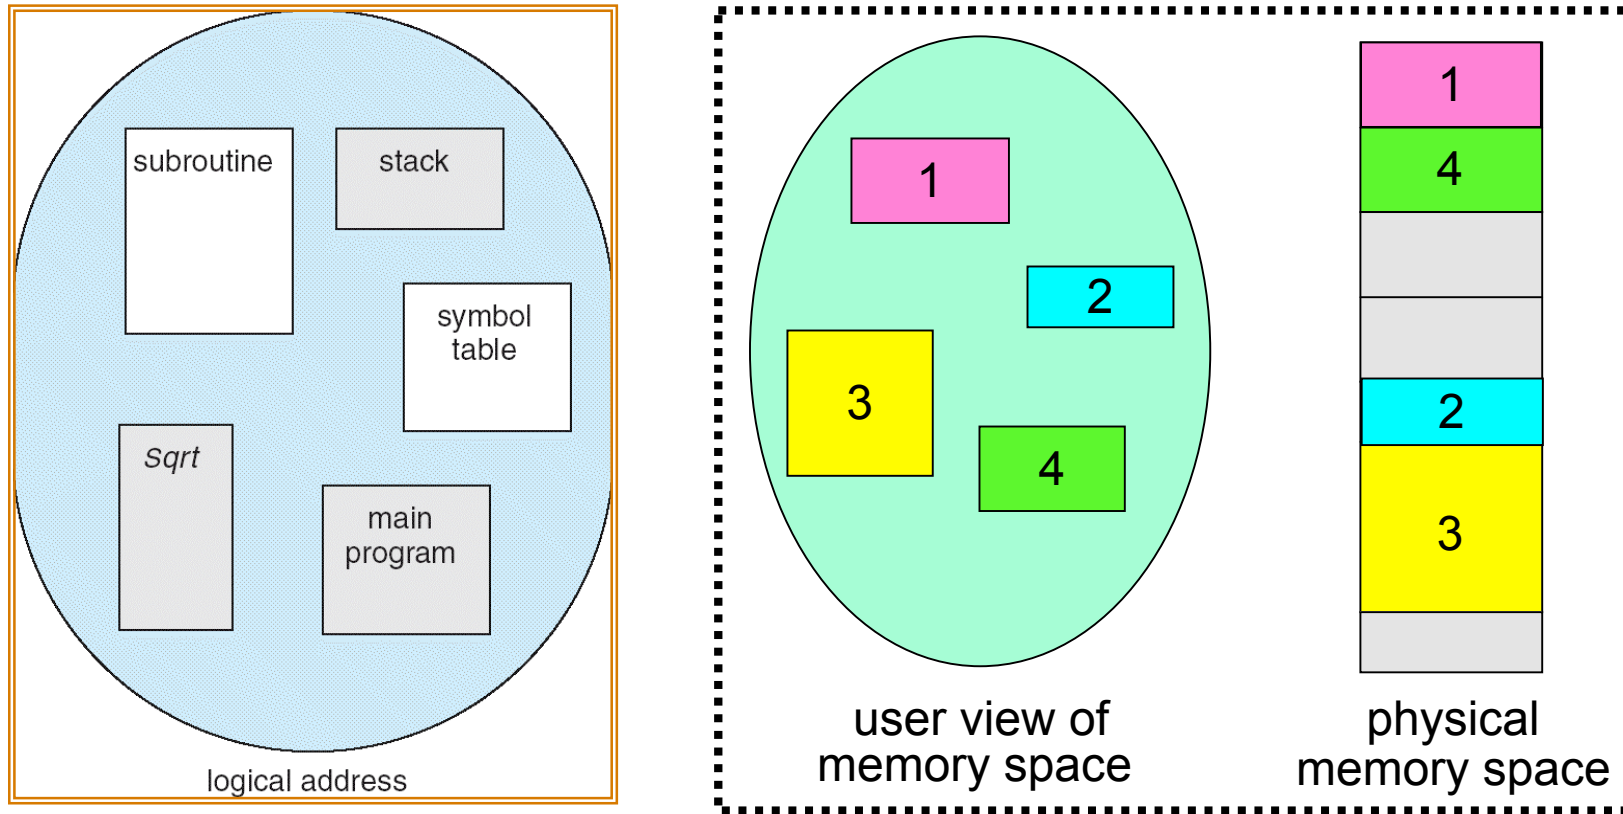 subroutine
stack
symbol
table
Sqrt
main
program
logical address
1
2
3
4
user view of
memory space
1
4
2
3
physical
memory space